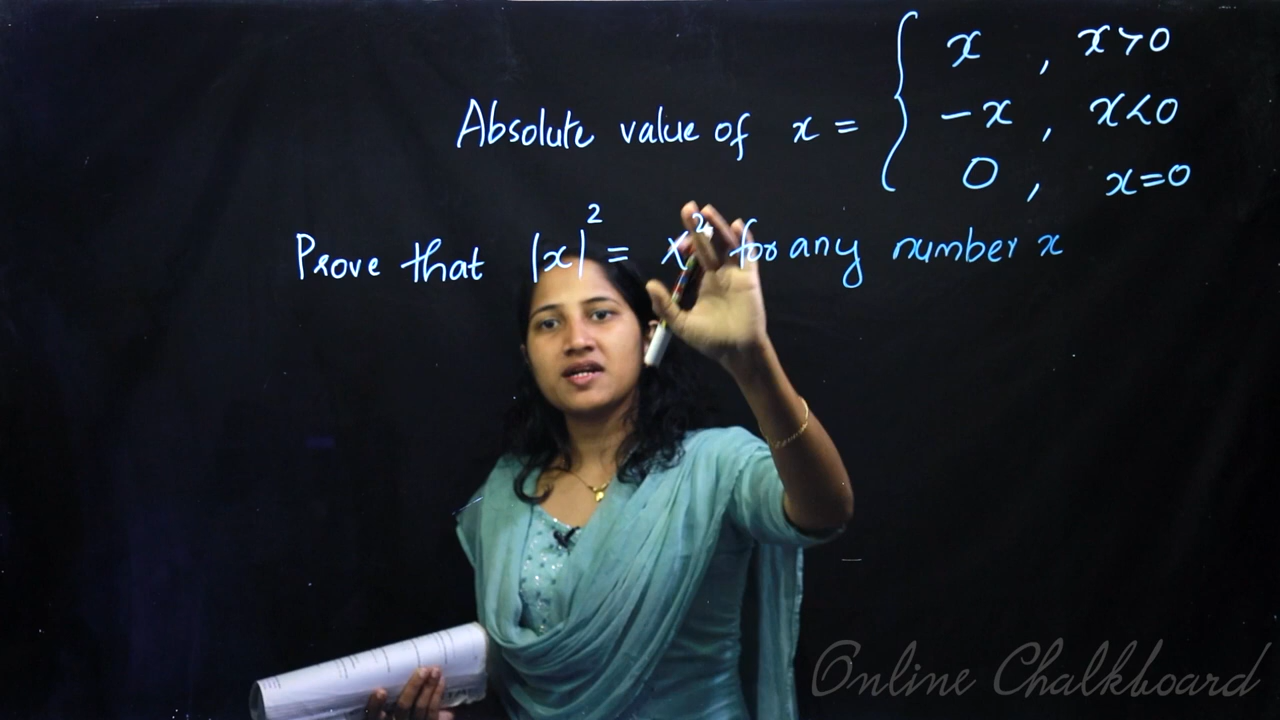 x , x>0
Absolute value of x = { -x , x<0
0 , x=0
Prove that |x|² = x² for any number x
Online Chalkboard